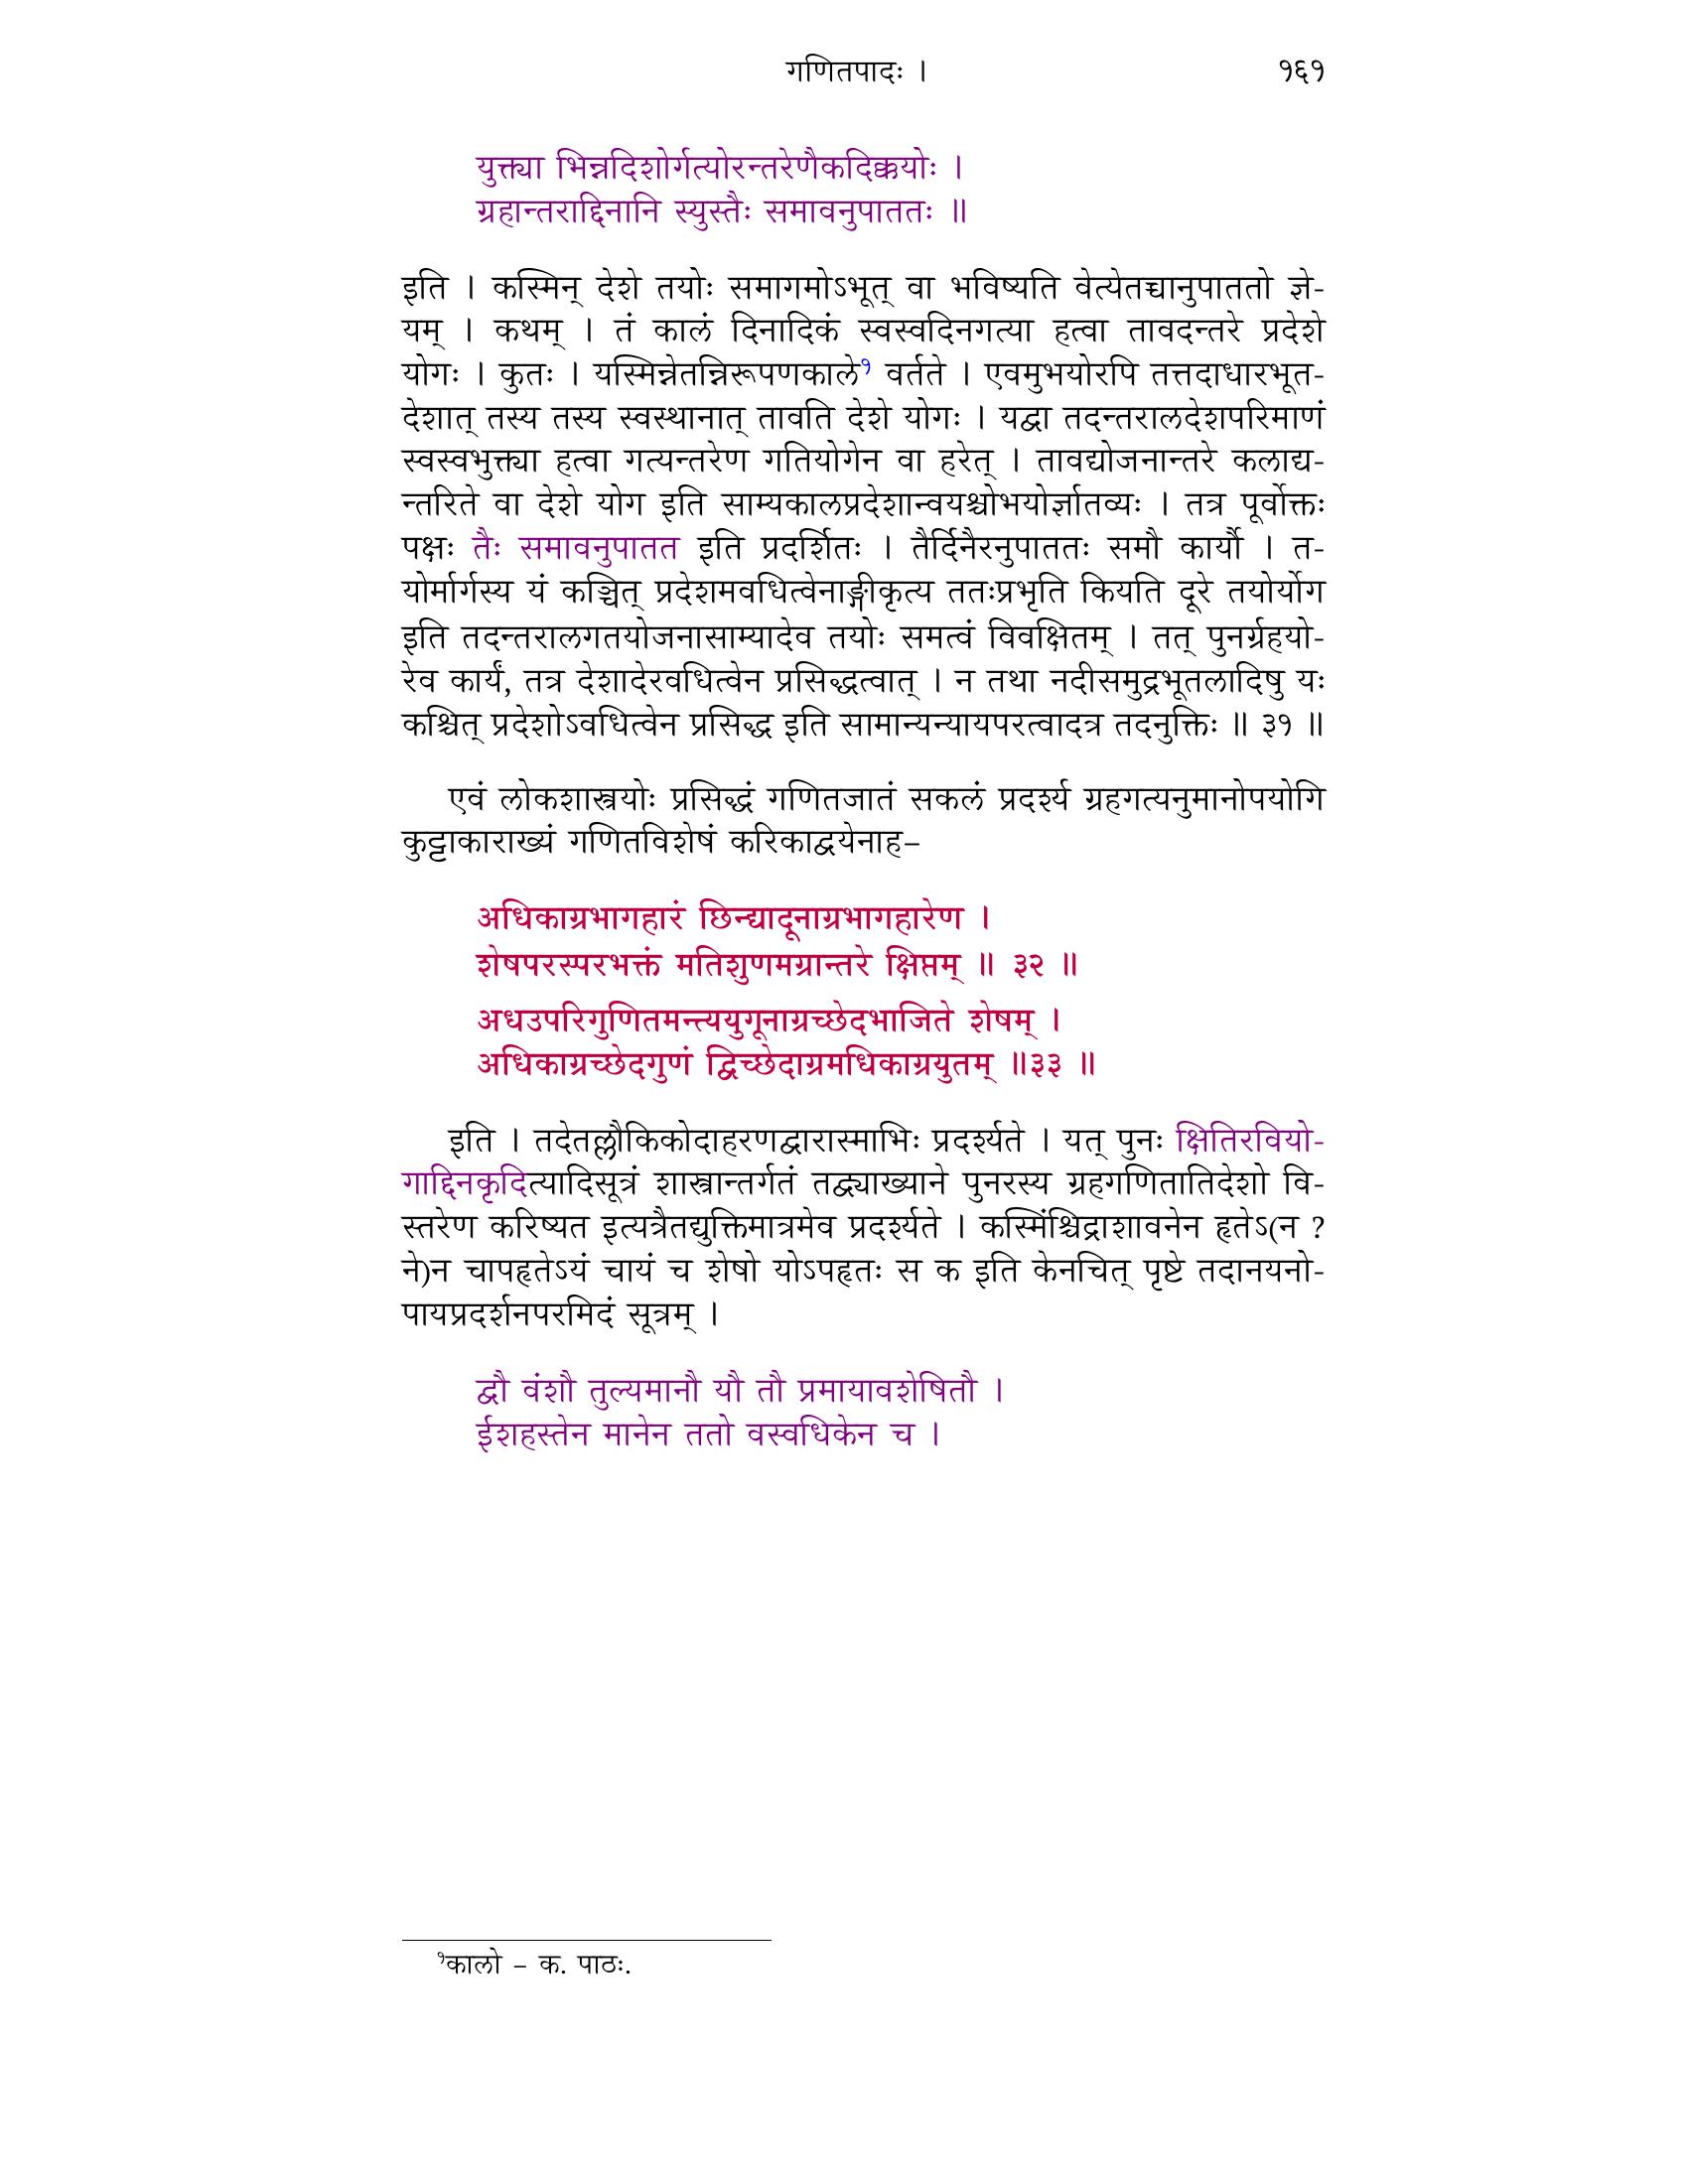 गणितपादः । १६१
युक्त्या भिन्नदिशोर्गत्योरन्तरेणैकदिक्कयोः ।
ग्रहान्तराद्दिनानि स्युस्तैः समावनुपाततः ॥
इति । कस्मिन् देशे तयोः समागमोऽभूत् वा भविष्यति वेत्येतच्चानुपाततो ज्ञे-
यम् । कथम् । तं कालं दिनादिकं स्वस्वदिनगत्या हत्वा तावदन्तरे प्रदेशे
योगः । कुतः । यस्मिन्नेतन्निरूपणकाले१ वर्तते । एवमुभयोरपि तत्तदाधारभूत-
देशात् तस्य तस्य स्वस्थानात् तावति देशे योगः । यद्वा तदन्तरालदेशपरिमाणं
स्वस्वभुक्त्या हत्वा गत्यन्तरेण गतियोगेन वा हरेत् । तावद्योजनान्तरे कलाद्य-
न्तरिते वा देशे योग इति साम्यकालप्रदेशान्वयश्चोभयोर्ज्ञातव्यः । तत्र पूर्वोक्तः
पक्षः तैः समावनुपातत इति प्रदर्शितः । तैर्दिनैरनुपाततः समौ कार्यौ । त-
योर्मार्गस्य यं कञ्चित् प्रदेशमवधित्वेनाङ्गीकृत्य ततःप्रभृति कियति दूरे तयोर्योग
इति तदन्तरालगतयोजनासाम्यादेव तयोः समत्वं विवक्षितम् । तत् पुनर्ग्रहयो-
रेव कार्यं, तत्र देशादेरवधित्वेन प्रसिद्धत्वात् । न तथा नदीसमुद्रभूतलादिषु यः
कश्चित् प्रदेशोऽवधित्वेन प्रसिद्ध इति सामान्यन्यायपरत्वादत्र तदनुक्तिः ॥ ३१ ॥
एवं लोकशास्त्रयोः प्रसिद्धं गणितजातं सकलं प्रदर्श्य ग्रहगत्यनुमानोपयोगि
कुट्टाकाराख्यं गणितविशेषं करिकाद्वयेनाह–
अधिकाग्रभागहारं छिन्द्यादूनाग्रभागहारेण ।
शेषपरस्परभक्तं मतिशुणमग्रान्तरे क्षिप्तम् ॥ ३२ ॥
अधउपरिगुणितमन्त्ययुगूनाग्रच्छेदभाजिते शेषम् ।
अधिकाग्रच्छेदगुणं द्विच्छेदाग्रमधिकाग्रयुतम् ॥३३ ॥
इति । तदेतल्लौकिकोदाहरणद्वारास्माभिः प्रदर्श्यते । यत् पुनः क्षितिरवियो-
गाद्दिनकृदित्यादिसूत्रं शास्त्रान्तर्गतं तद्व्याख्याने पुनरस्य ग्रहगणितातिदेशो वि-
स्तरेण करिष्यत इत्यत्रैतद्युक्तिमात्रमेव प्रदर्श्यते । कस्मिंश्चिद्राशावनेन हृतेऽ(न ?
ने)न चापहृतेऽयं चायं च शेषो योऽपहृतः स क इति केनचित् पृष्टे तदानयनो-
पायप्रदर्शनपरमिदं सूत्रम् ।
द्वौ वंशौ तुल्यमानौ यौ तौ प्रमायावशेषितौ ।
ईशहस्तेन मानेन ततो वस्वधिकेन च ।
१कालो – क. पाठः.